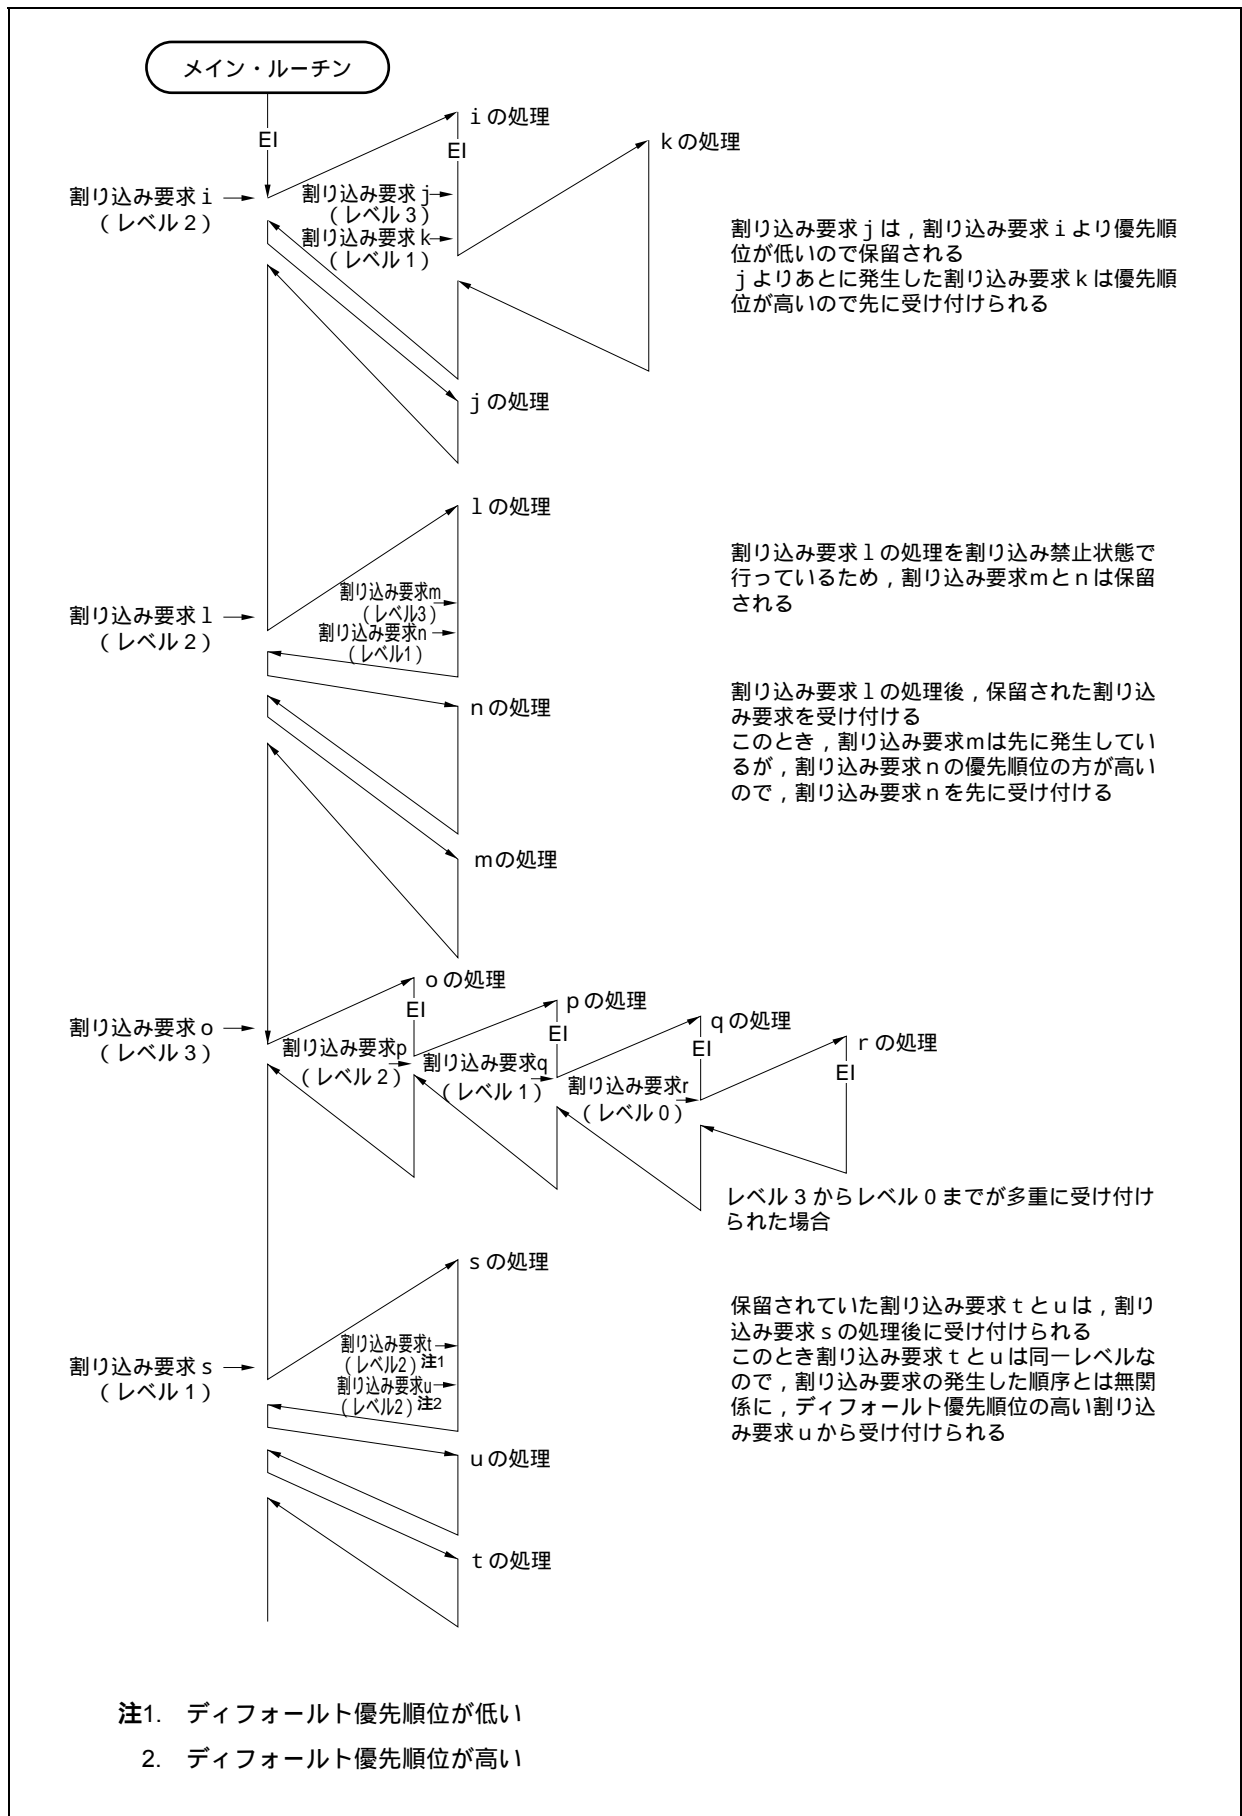 メイン・ルーチン
EI
iの処理
EI
kの処理
割り込み要求i
（レベル2）
割り込み要求j
（レベル3）
割り込み要求k
（レベル1）
割り込み要求jは，割り込み要求iより優先順
位が低いので保留される
jよりあとに発生した割り込み要求kは優先順
位が高いので先に受け付けられる
jの処理
lの処理
割り込み要求l
（レベル2）
割り込み要求m
（レベル3）
割り込み要求n
（レベル1）
割り込み要求lの処理を割り込み禁止状態で
行っているため，割り込み要求mとnは保留
される
nの処理
割り込み要求lの処理後，保留された割り込
み要求を受け付ける
このとき，割り込み要求mは先に発生してい
るが，割り込み要求nの優先順位の方が高い
ので，割り込み要求nを先に受け付ける
mの処理
oの処理
EI
pの処理
EI
qの処理
EI
rの処理
EI
割り込み要求o
（レベル3）
割り込み要求p
（レベル2）
割り込み要求q
（レベル1）
割り込み要求r
（レベル0）
レベル3からレベル0までが多重に受け付け
られた場合
sの処理
割り込み要求s
（レベル1）
割り込み要求t
（レベル2）注1
割り込み要求u
（レベル2）注2
保留されていた割り込み要求tとuは，割り
込み要求sの処理後に受け付けられる
このとき割り込み要求tとuは同一レベルな
ので，割り込み要求の発生した順序とは無関
係に，ディフォールト優先順位の高い割り込
み要求uから受け付けられる
uの処理
tの処理
注1. ディフォールト優先順位が低い
2. ディフォールト優先順位が高い